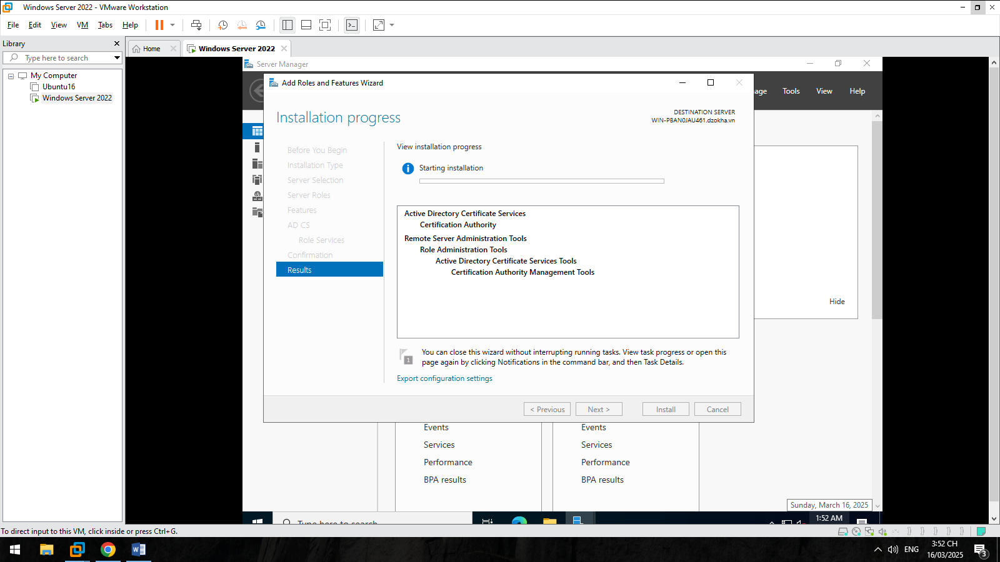 Windows Server 2022 - VMware Workstation
File Edit View VM Tabs Help
Library
Type here to search
My Computer
Ubuntu16
Windows Server 2022
Home
Windows Server 2022
Server Manager
Add Roles and Features Wizard
age Tools View Help
Installation progress
DESTINATION SERVER
WIN-PBAN0JAU461.dzokha.vn
Before You Begin
Installation Type
Server Selection
Server Roles
Features
AD CS
Role Services
Confirmation
Results
View installation progress
Starting installation
Active Directory Certificate Services
Certification Authority
Remote Server Administration Tools
Role Administration Tools
Active Directory Certificate Services Tools
Certification Authority Management Tools
Hide
1
You can close this wizard without interrupting running tasks. View task progress or open this
page again by clicking Notifications in the command bar, and then Task Details.
Export configuration settings
< Previous Next > Install Cancel
Events
Services
Performance
BPA results
Events
Services
Performance
BPA results
Sunday, March 16, 2025
Type here to search
1:52 AM
To direct input to this VM, click inside or press Ctrl+G.
ENG
3:52 CH
16/03/2025
3